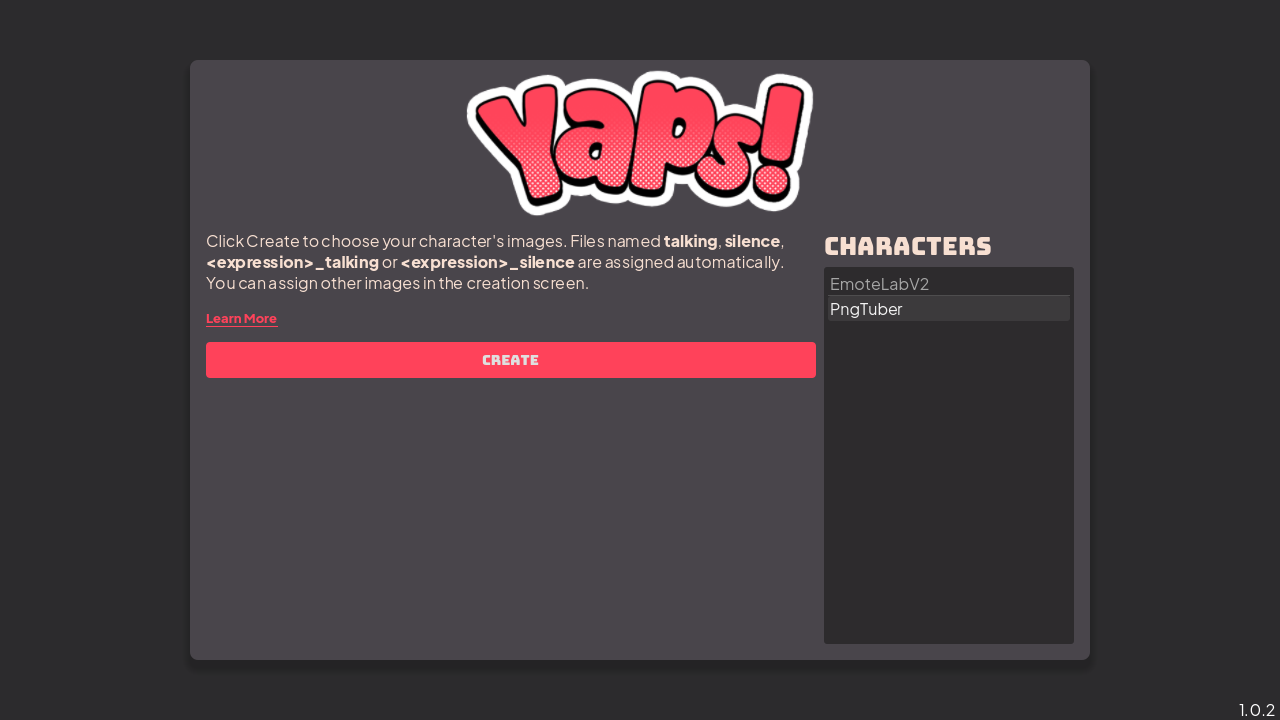 Yaps!
Click Create to choose your character's images. Files named talking, silence,
<expression>_talking or <expression>_silence are assigned automatically.
You can assign other images in the creation screen.
Learn More
CREATE
CHARACTERS
EmoteLabV2
PngTuber
1.0.2